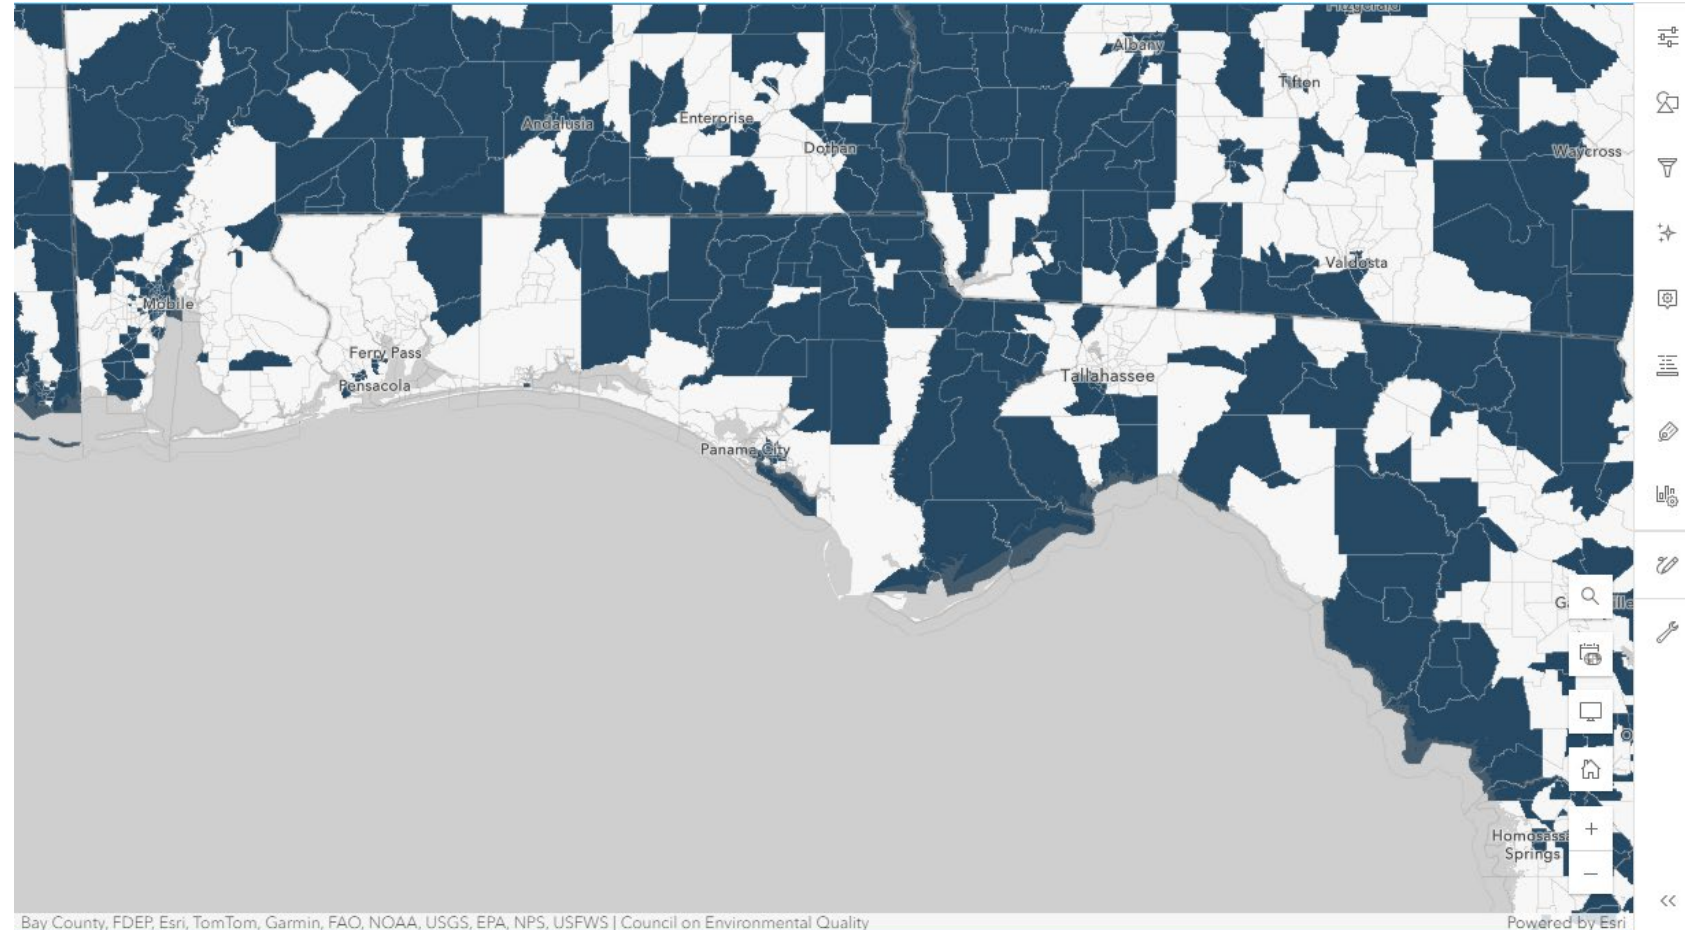 Fitzgerald
Albany
Tifton
Andalusia
Enterprise
Dothan
Waycross
Valdosta
Mobile
Ferry Pass
Pensacola
Tallahassee
Panama City
Homosassa
Springs
Bay County, FDEP, Esri, TomTom, Garmin, FAO, NOAA, USGS, EPA, NPS, USFWS | Council on Environmental Quality
Powered by Esri